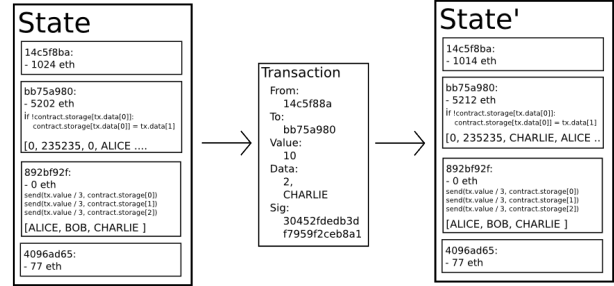 State
14c5f8ba:
- 1024 eth
bb75a980:
- 5202 eth
if !contract.storage[tx.data[0]]:
contract.storage[tx.data[0]] = tx.data[1]
[0, 235235, 0, ALICE ....
892bf92f:
- 0 eth
send(tx.value / 3, contract.storage[0])
send(tx.value / 3, contract.storage[1])
send(tx.value / 3, contract.storage[2])
[ALICE, BOB, CHARLIE ]
4096ad65:
- 77 eth
Transaction
From:
14c5f88a
To:
bb75a980
Value:
10
Data:
2,
CHARLIE
Sig:
30452fdedb3d
f7959f2ceb8a1
State'
14c5f8ba:
- 1014 eth
bb75a980:
- 5212 eth
if !contract.storage[tx.data[0]]:
contract.storage[tx.data[0]] = tx.data[1]
[0, 235235, CHARLIE, ALICE ..
892bf92f:
- 0 eth
send(tx.value / 3, contract.storage[0])
send(tx.value / 3, contract.storage[1])
send(tx.value / 3, contract.storage[2])
[ALICE, BOB, CHARLIE ]
4096ad65:
- 77 eth